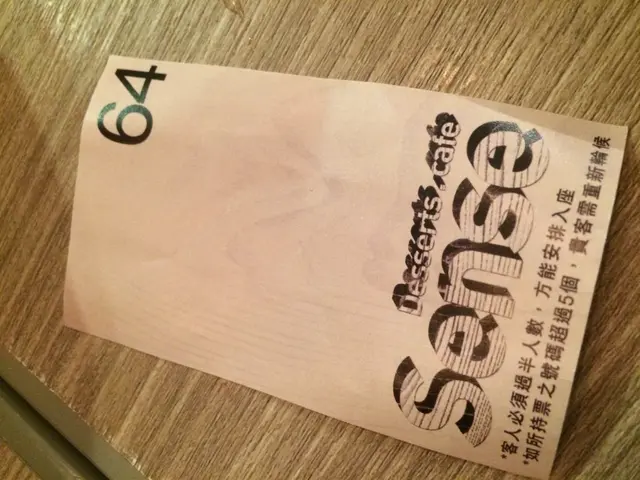 64
Desserts.cafe
Sense
*客人必須過半人數，方能安排入座
*如所持票之號碼超過5個，貴客需重新輪候